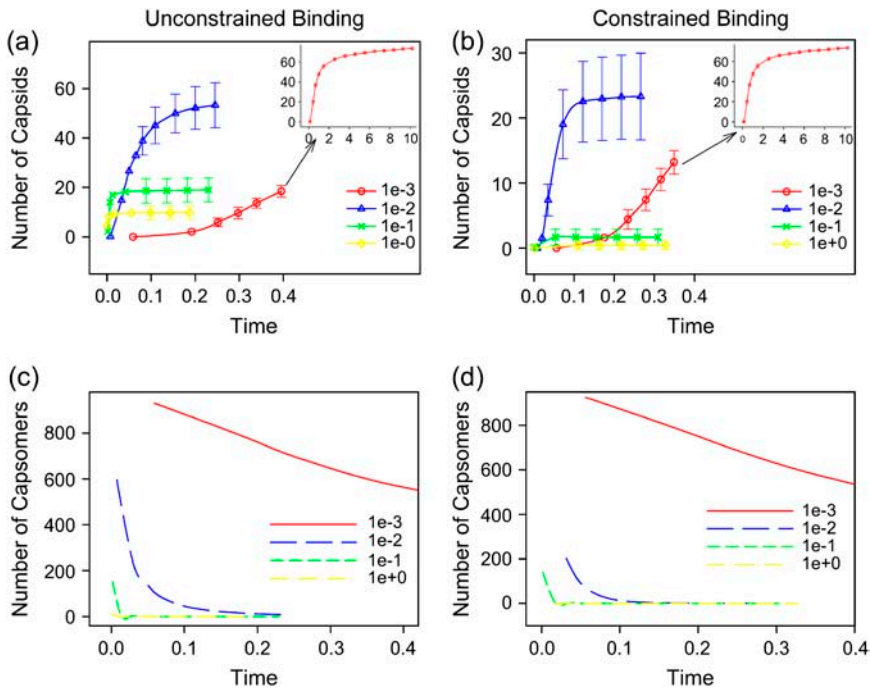 Unconstrained Binding
Constrained Binding
(a)
Number of Capsids
60
40
20
0
0.0 0.1 0.2 0.3 0.4
Time
60
40
20
0
0 2 4 6 8 10
1e-3
1e-2
1e-1
1e-0
(b)
Number of Capsids
30
20
10
0
0.0 0.1 0.2 0.3 0.4
Time
60
40
20
0
0 2 4 6 8 10
1e-3
1e-2
1e-1
1e+0
(c)
Number of Capsomers
800
600
400
200
0
0.0 0.1 0.2 0.3 0.4
Time
1e-3
1e-2
1e-1
1e+0
(d)
Number of Capsomers
800
600
400
200
0
0.0 0.1 0.2 0.3 0.4
Time
1e-3
1e-2
1e-1
1e+0